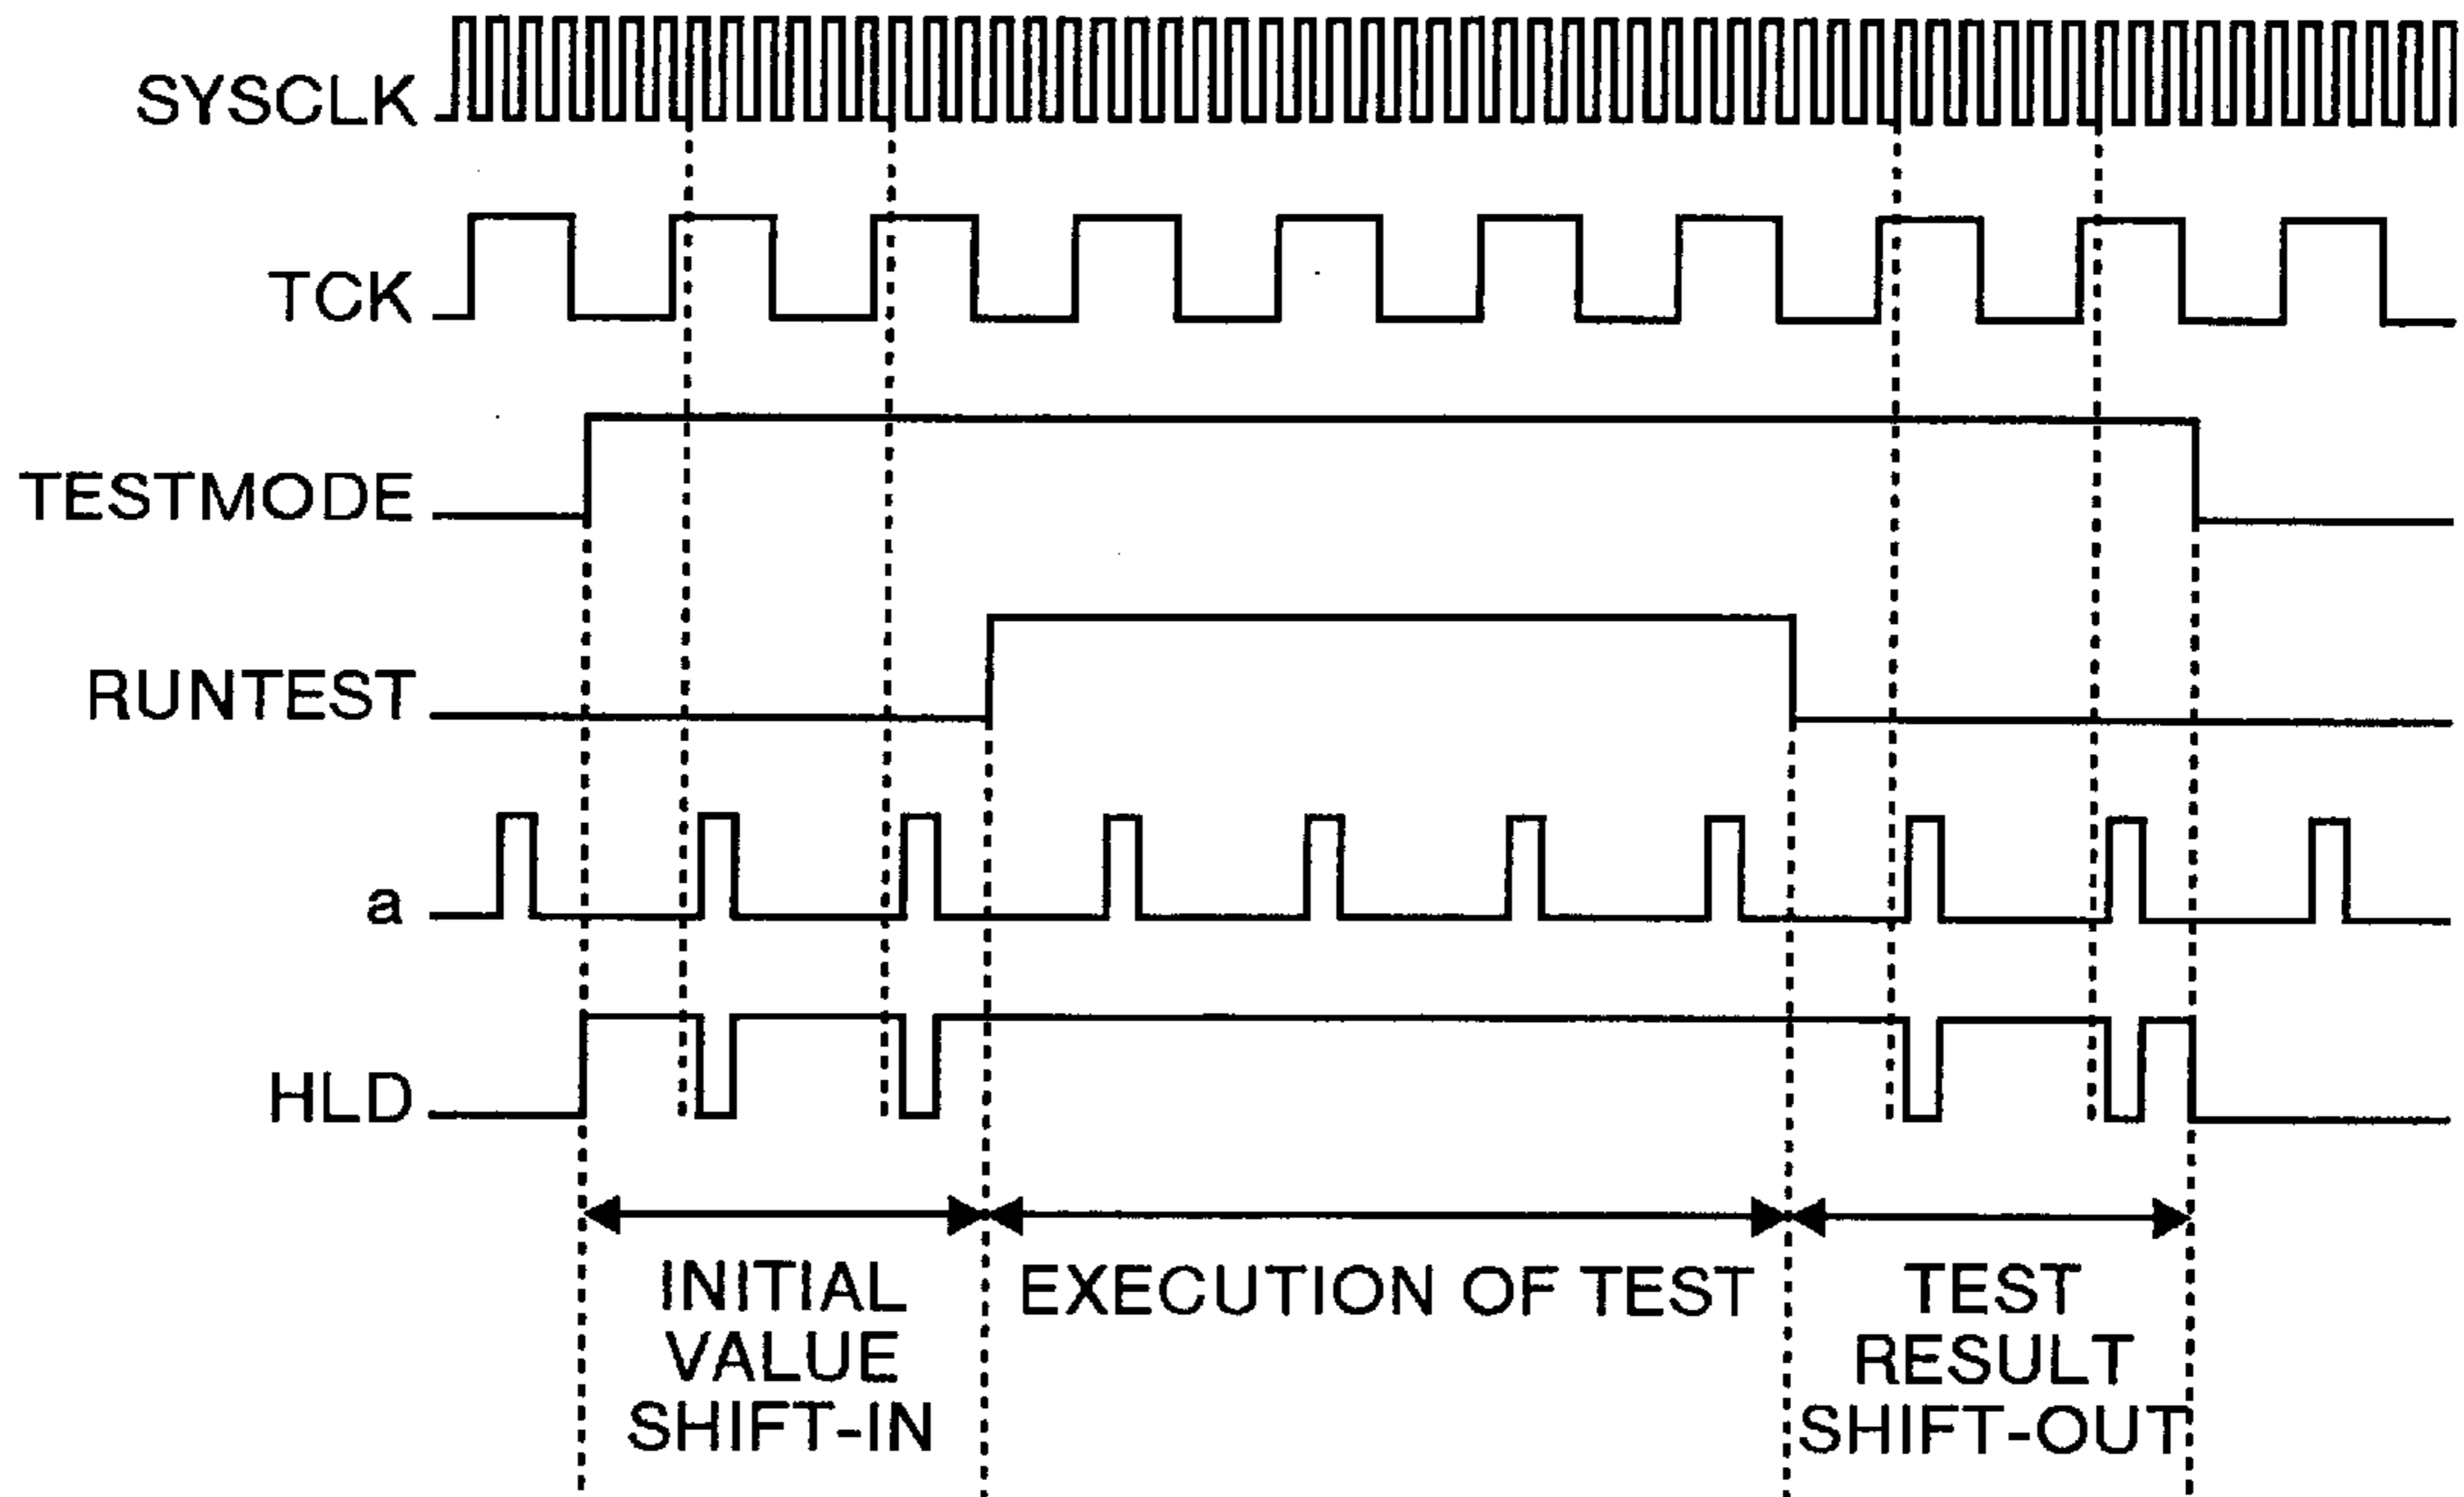 SYSCLK
TCK
TESTMODE
RUNTEST
a
HLD
INITIAL
VALUE
SHIFT-IN
EXECUTION OF TEST
TEST
RESULT
SHIFT-OUT